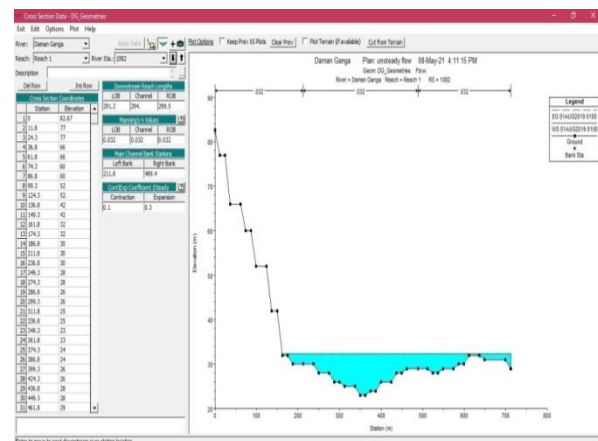 Cross Section Data - DG_Geometries
Exit Edit Options Plot Help
River: Daman Ganga
Apply Data
Plot Options Keep Prev XS Plots Clear Prev Plot Terrain (if available) Cut from Terrain
Reach: Reach 1 River Sta.: 1082
Description
Del Row Ins Row
Cross Section Coordinates
Station Elevation
1 0 82.67
2 11.8 77
3 24.3 77
4 36.8 66
5 61.8 66
6 74.3 60
7 86.8 60
8 99.3 52
9 124.3 52
10 136.8 42
11 149.3 42
12 161.8 32
13 174.3 32
14 186.8 30
15 211.8 30
16 236.8 30
17 249.3 28
18 274.3 28
19 286.8 26
20 299.3 26
21 311.8 25
22 336.8 25
23 349.3 23
24 361.8 23
25 374.3 24
26 386.8 24
27 399.3 26
28 424.3 26
29 436.8 28
30 449.3 28
31 461.8 29
Downstream Reach Lengths
LOB Channel ROB
291.2 294. 299.5
Manning's n Values
LOB Channel ROB
0.032 0.032 0.032
Main Channel Bank Stations
Left Bank Right Bank
211.8 489.4
Cont\Exp Coefficient (Steady
Contraction Expansion
0.1 0.3
Daman Ganga Plan: unsteady flow 08-May-21 4:11:15 PM
Geom: DG_Geometries Flow:
River = Daman Ganga Reach = Reach 1 RS = 1082
.032 .032 .032
Legend
EG 01AUG2019 0100
WS 01AUG2019 0100
Ground
Bank Sta
Elevation (m)
90
80
70
60
50
40
30
20
0 100 200 300 400 500 600 700 800
Station (m)